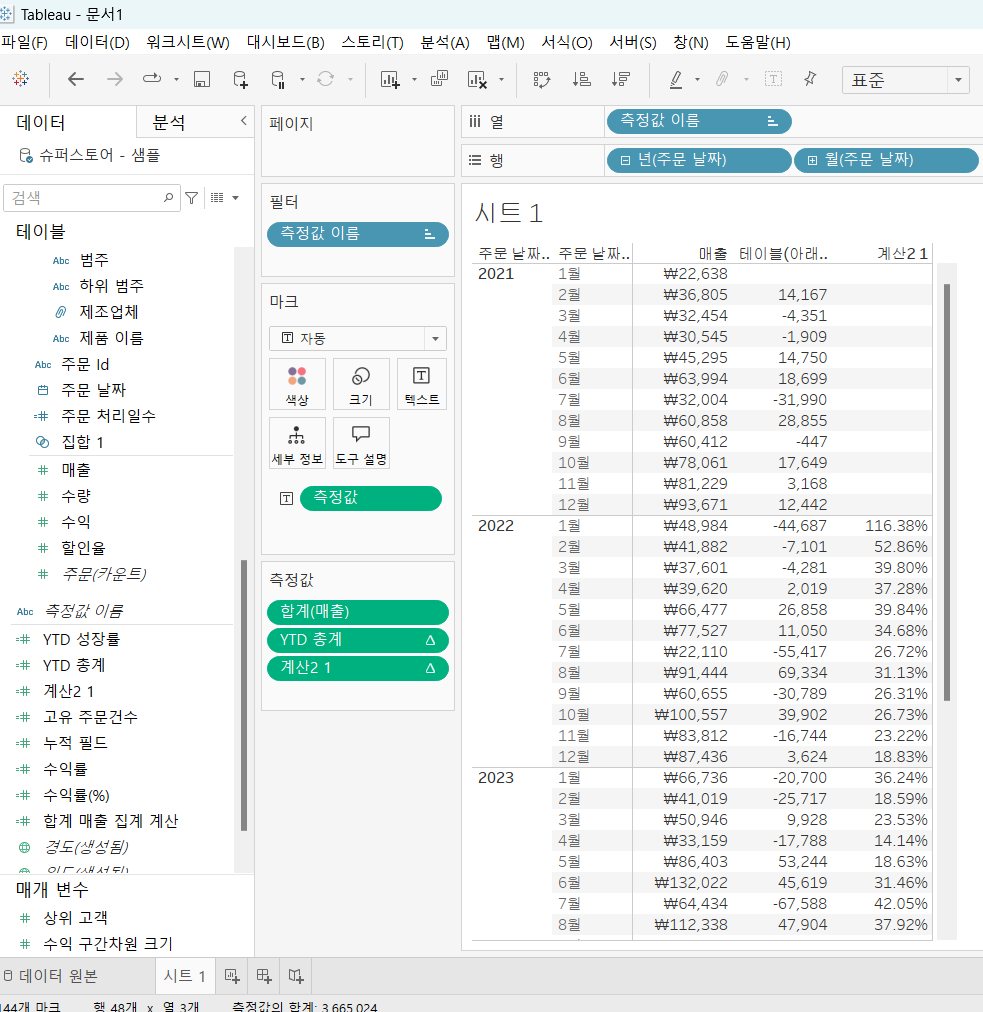 Tableau - 문서1
파일(F) 데이터(D) 워크시트(W) 대시보드(B) 스토리(T) 분석(A) 맵(M) 서식(O) 서버(S) 창(N) 도움말(H)
표준
데이터 분석
슈퍼스토어 - 샘플
검색
테이블
Abc 범주
Abc 하위 범주
제조업체
Abc 제품 이름
Abc 주문 Id
주문 날짜
주문 처리일수
집합 1
매출
수량
수익
할인율
주문(카운트)
Abc 측정값 이름
YTD 성장률
YTD 총계
계산2 1
고유 주문건수
누적 필드
수익률
수익률(%)
합계 매출 집계 계산
경도(생성됨)
위도(생성됨)
매개 변수
상위 고객
수익 구간차원 크기
페이지
필터
측정값 이름
마크
자동
색상 크기 텍스트
세부 정보 도구 설명
측정값
측정값
합계(매출)
YTD 총계 Δ
계산2 1 Δ
열 측정값 이름
행 년(주문 날짜) 월(주문 날짜)
시트 1
주문 날짜.. 주문 날짜.. 매출 테이블(아래.. 계산2 1
2021 1월 ₩22,638
2월 ₩36,805 14,167
3월 ₩32,454 -4,351
4월 ₩30,545 -1,909
5월 ₩45,295 14,750
6월 ₩63,994 18,699
7월 ₩32,004 -31,990
8월 ₩60,858 28,855
9월 ₩60,412 -447
10월 ₩78,061 17,649
11월 ₩81,229 3,168
12월 ₩93,671 12,442
2022 1월 ₩48,984 -44,687 116.38%
2월 ₩41,882 -7,101 52.86%
3월 ₩37,601 -4,281 39.80%
4월 ₩39,620 2,019 37.28%
5월 ₩66,477 26,858 39.84%
6월 ₩77,527 11,050 34.68%
7월 ₩22,110 -55,417 26.72%
8월 ₩91,444 69,334 31.13%
9월 ₩60,655 -30,789 26.31%
10월 ₩100,557 39,902 26.73%
11월 ₩83,812 -16,744 23.22%
12월 ₩87,436 3,624 18.83%
2023 1월 ₩66,736 -20,700 36.24%
2월 ₩41,019 -25,717 18.59%
3월 ₩50,946 9,928 23.53%
4월 ₩33,159 -17,788 14.14%
5월 ₩86,403 53,244 18.63%
6월 ₩132,022 45,619 31.46%
7월 ₩64,434 -67,588 42.05%
8월 ₩112,338 47,904 37.92%
데이터 원본 시트 1
144개 마크 행 48개 x 열 3개 측정값의 합계: 3,665,024